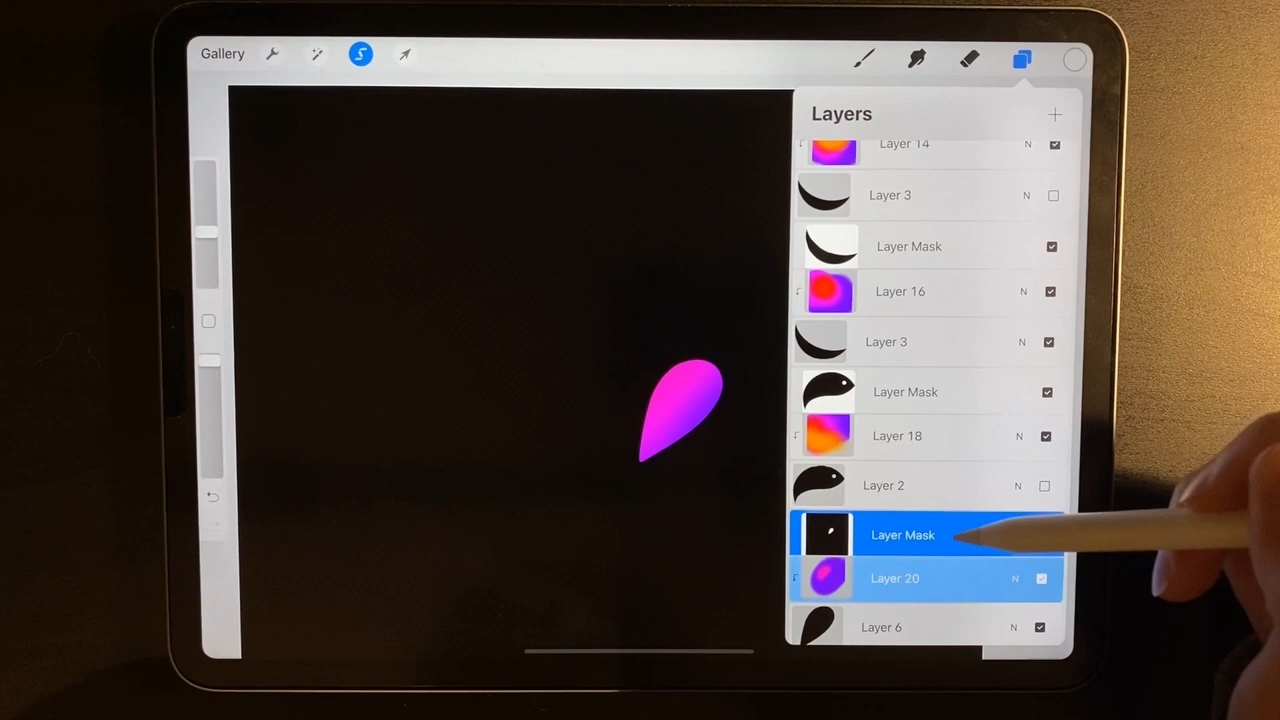 Gallery
Layers
Layer 14 N
Layer 3 N
Layer Mask
Layer 16 N
Layer 3 N
Layer Mask
Layer 18 N
Layer 2 N
Layer Mask
Layer 20 N
Layer 6 N